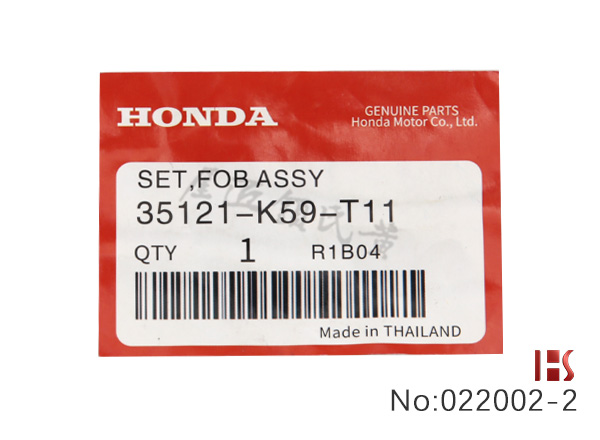 HONDA
GENUINE PARTS
Honda Motor Co., Ltd.
SET,FOB ASSY
35121-K59-T11
QTY 1 R1B04
Made in THAILAND
HS
No:022002-2